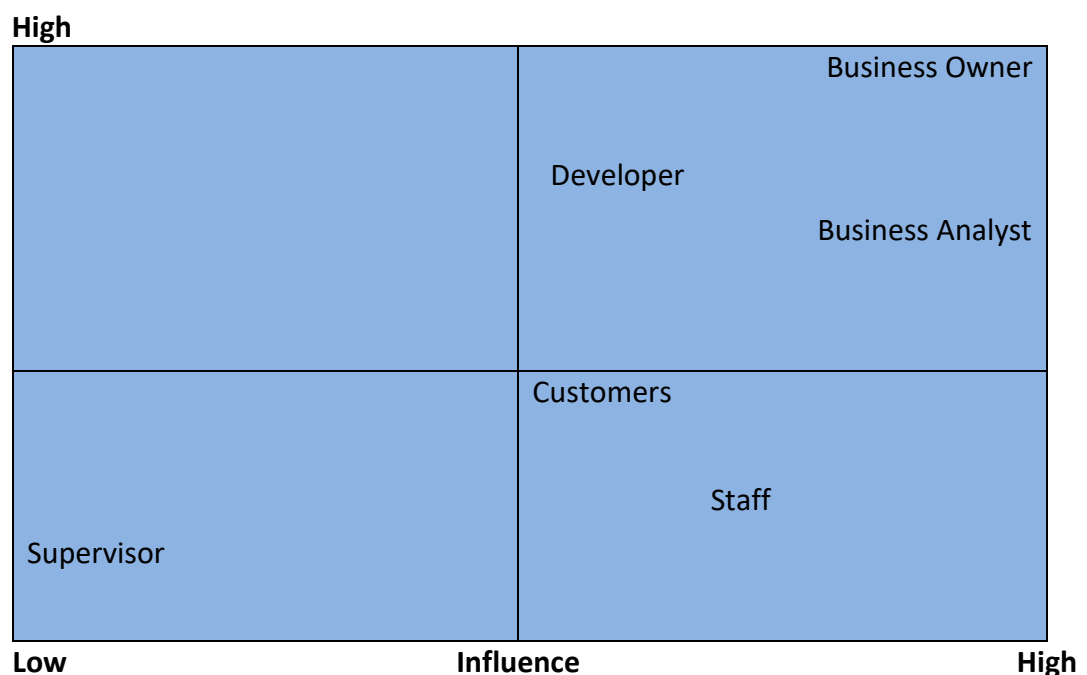 High
Business Owner
Developer
Business Analyst
Customers
Staff
Supervisor
Low Influence High